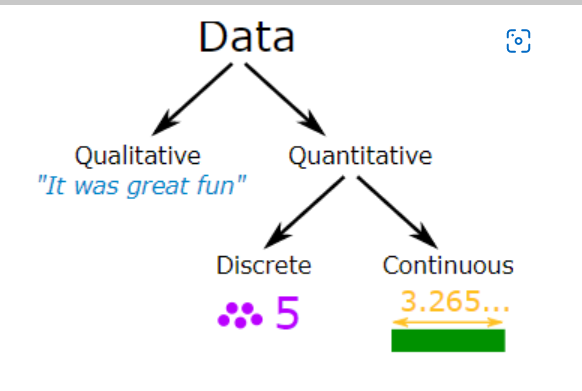 Data
Qualitative
Quantitative
"It was great fun"
Discrete
Continuous
5
3.265...